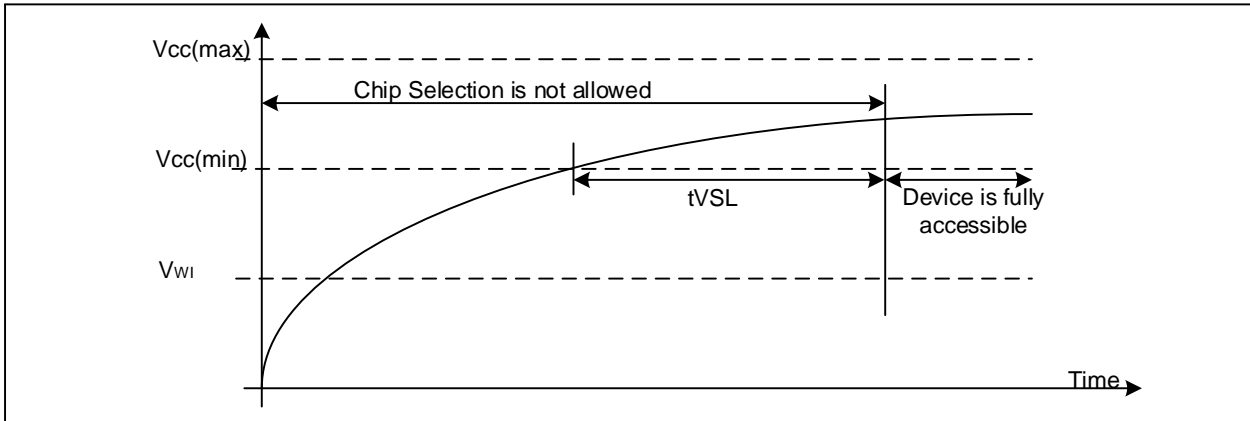 Vcc(max)
Chip Selection is not allowed
Vcc(min)
tVSL
Device is fully
accessible
VWI
Time